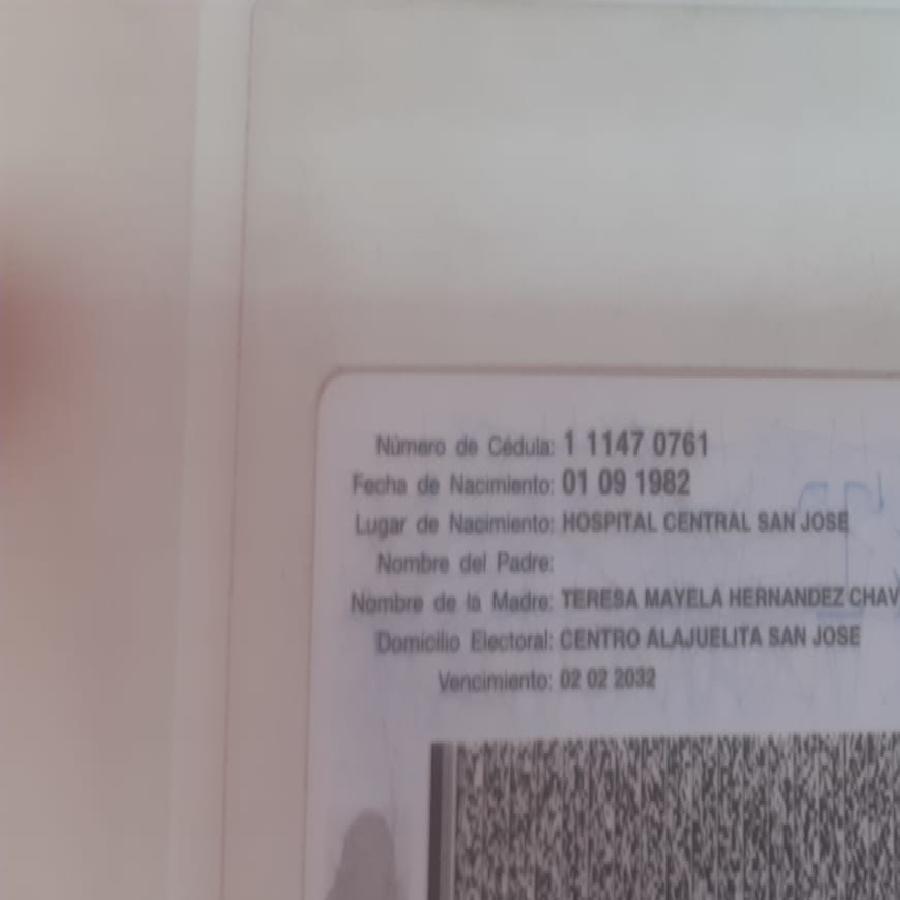 Número de Cédula: 1 1147 0761
Fecha de Nacimiento: 01 09 1982
Lugar de Nacimiento: HOSPITAL CENTRAL SAN JOSE
Nombre del Padre:
Nombre de la Madre: TERESA MAYELA HERNANDEZ CHAV
Domicilio Electoral: CENTRO ALAJUELITA SAN JOSE
Vencimiento: 02 02 2032